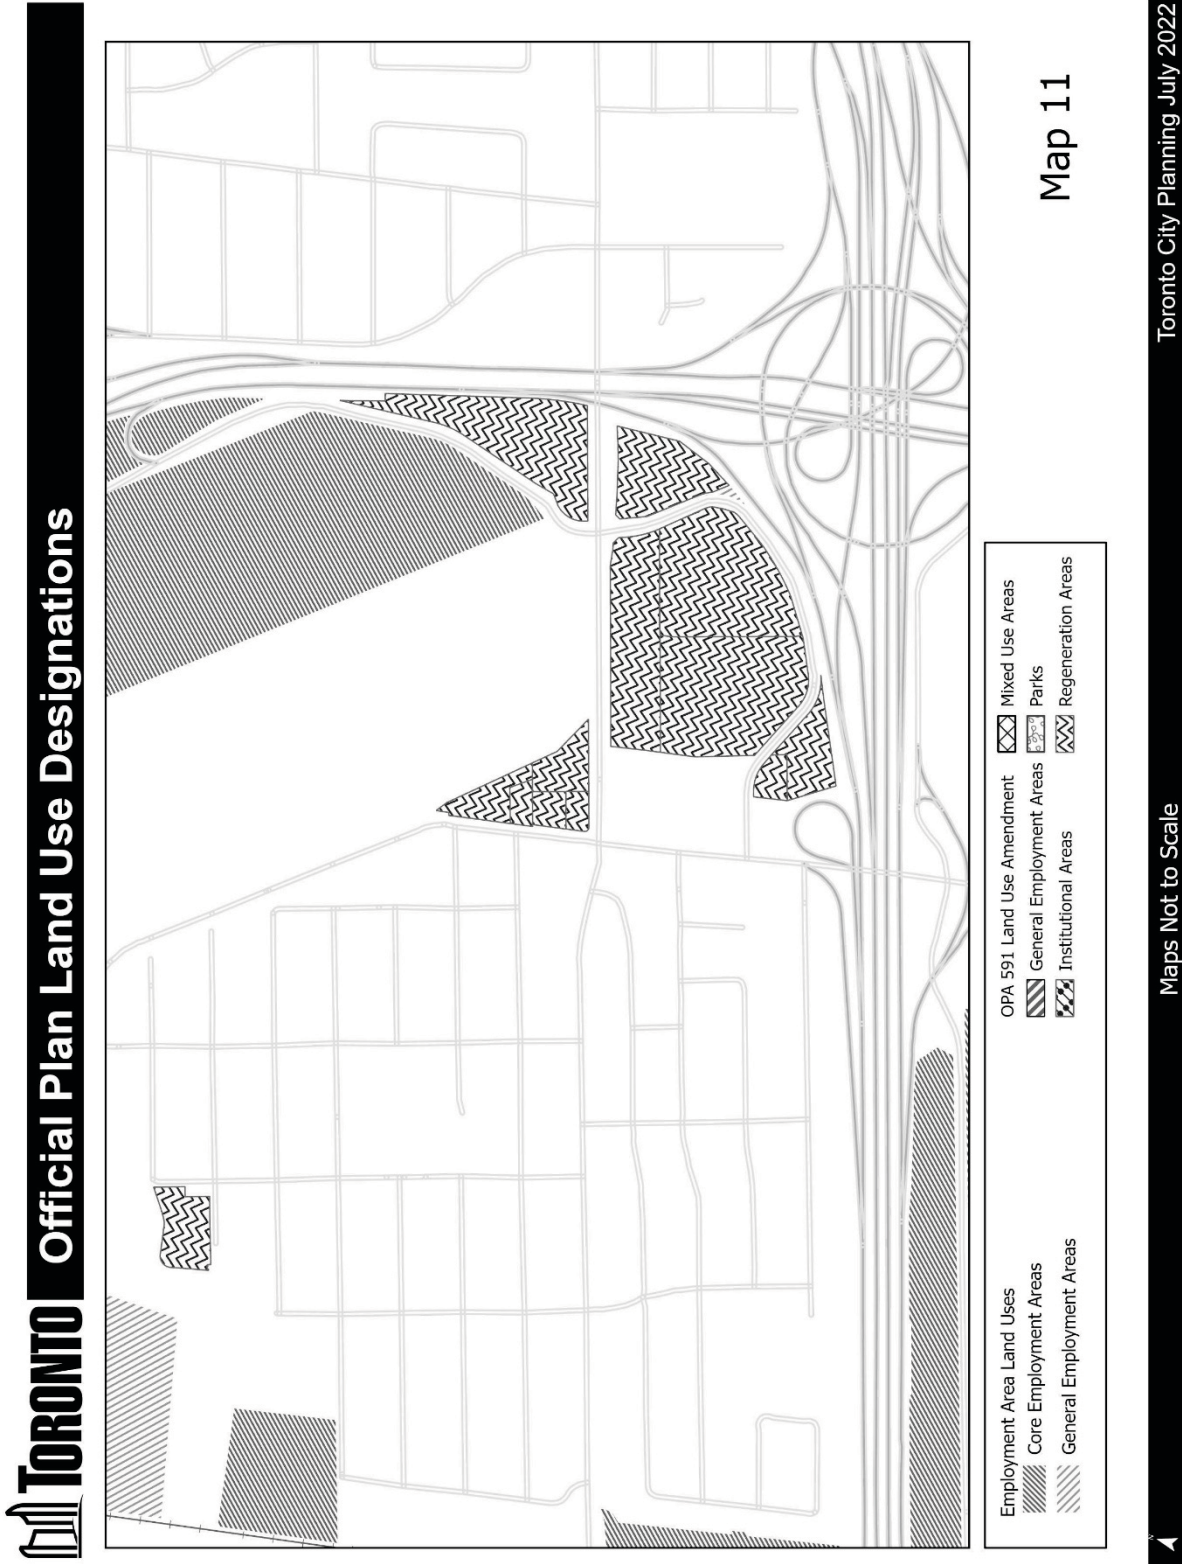 TORONTO Official Plan Land Use Designations
Map 11
Employment Area Land Uses
Core Employment Areas
General Employment Areas
OPA 591 Land Use Amendment
General Employment Areas
Institutional Areas
Mixed Use Areas
Parks
Regeneration Areas
N
Maps Not to Scale
Toronto City Planning July 2022